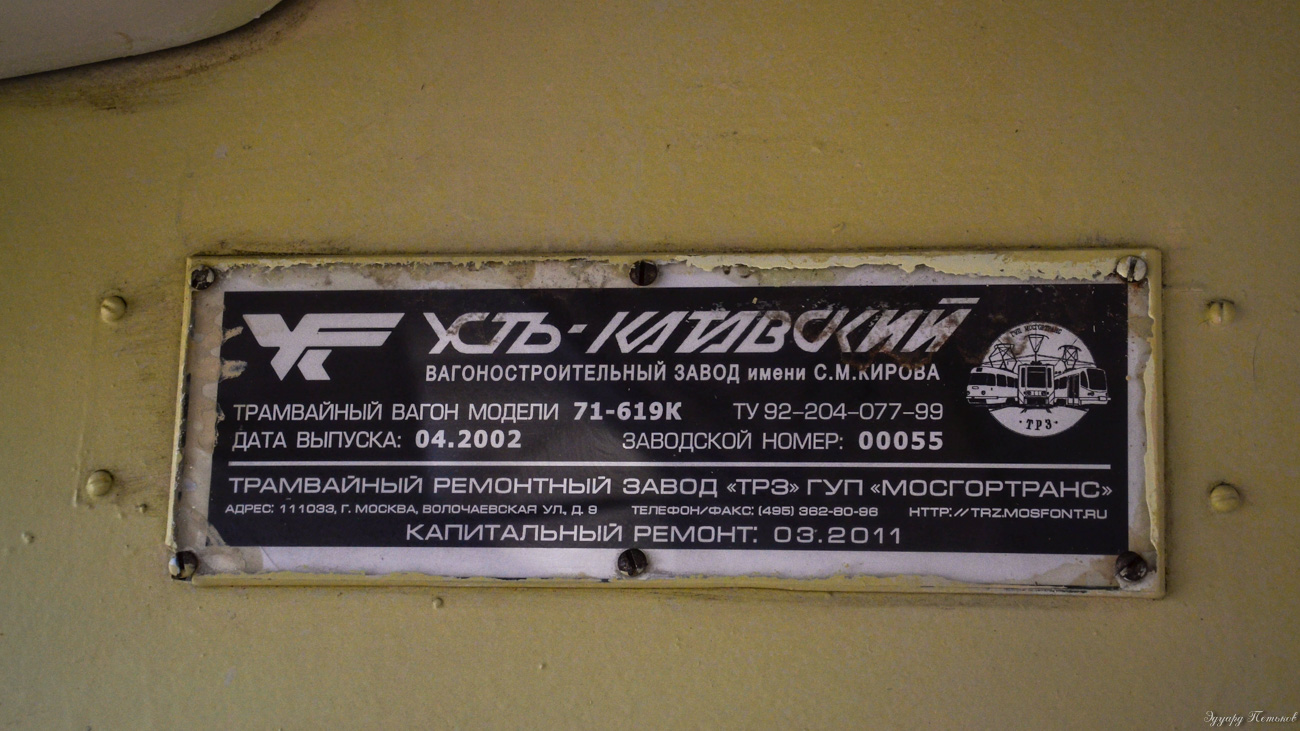 УСТЬ-КАТАВСКИЙ
ВАГОНОСТРОИТЕЛЬНЫЙ ЗАВОД имени С.М.КИРОВА
ГУП МОСГОРТРАНС
·ТРЗ·
ТРАМВАЙНЫЙ ВАГОН МОДЕЛИ 71-619К ТУ 92-204-077-99
ДАТА ВЫПУСКА: 04.2002 ЗАВОДСКОЙ НОМЕР: 00055
ТРАМВАЙНЫЙ РЕМОНТНЫЙ ЗАВОД «ТРЗ» ГУП «МОСГОРТРАНС»
АДРЕС: 111033, Г. МОСКВА, ВОЛОЧАЕВСКАЯ УЛ., Д. 9 ТЕЛЕФОН/ФАКС: (495) 362-80-96 HTTP://TRZ.MOSFONT.RU
КАПИТАЛЬНЫЙ РЕМОНТ: 03.2011
Эдуард Петьков